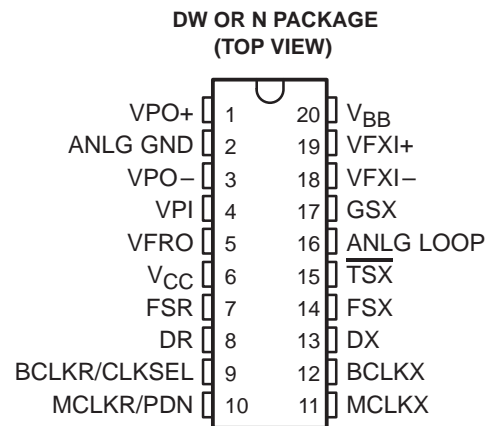 DW OR N PACKAGE
(TOP VIEW)
VPO+ 1 20 VBB
ANLG GND 2 19 VFXI+
VPO− 3 18 VFXI−
VPI 4 17 GSX
VFRO 5 16 ANLG LOOP
VCC 6 15 T̅S̅X̅
FSR 7 14 FSX
DR 8 13 DX
BCLKR/CLKSEL 9 12 BCLKX
MCLKR/PDN 10 11 MCLKX